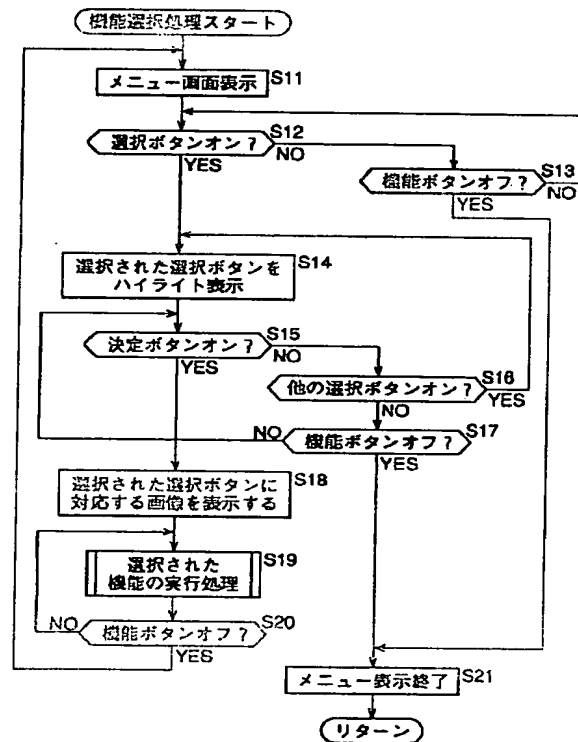 機能選択処理スタート
メニュー画面表示
S11
選択ボタンオン?
S12
NO
YES
機能ボタンオフ?
S13
NO
YES
選択された選択ボタンを
ハイライト表示
S14
決定ボタンオン?
S15
NO
YES
他の選択ボタンオン?
S16
YES
NO
機能ボタンオフ?
S17
NO
YES
選択された選択ボタンに
対応する画像を表示する
S18
選択された
機能の実行処理
S19
機能ボタンオフ?
S20
NO
YES
メニュー表示終了
S21
リターン